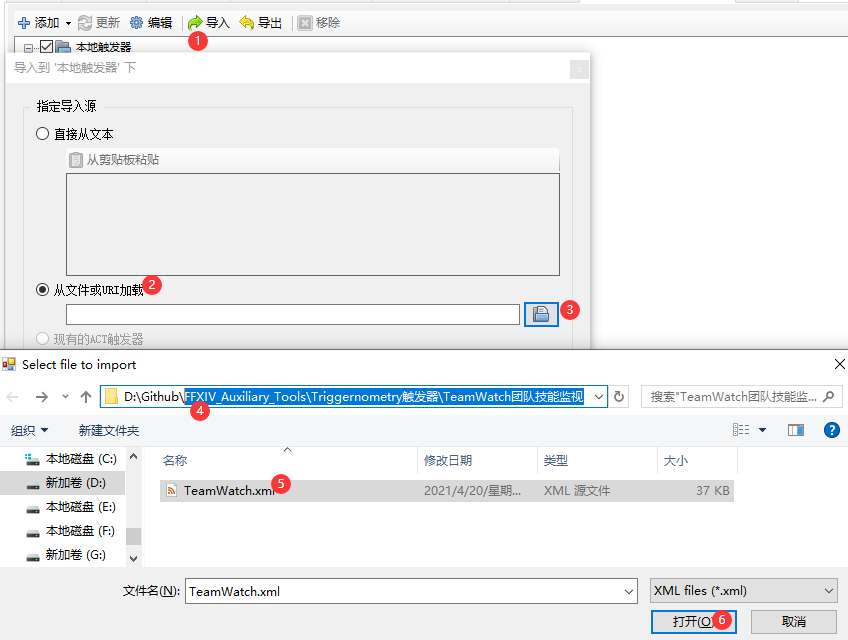 添加 更新 编辑 导入 导出 移除
1
本地触发器
导入到 '本地触发器' 下
指定导入源
直接从文本
从剪贴板粘贴
从文件或URI加载 2
3
现有的ACT触发器
Select file to import
D:\Github\FFXIV_Auxiliary_Tools\Triggernometry触发器\TeamWatch团队技能监视 搜索"TeamWatch团队技能监...
4
组织 新建文件夹 ?
本地磁盘 (C:) 名称 修改日期 类型 大小
新加卷 (D:) TeamWatch.xml 5 2021/4/20/星期... XML 源文件 37 KB
本地磁盘 (E:)
本地磁盘 (F:)
新加卷 (G:)
文件名(N): TeamWatch.xml XML files (*.xml)
打开(O) 6 取消